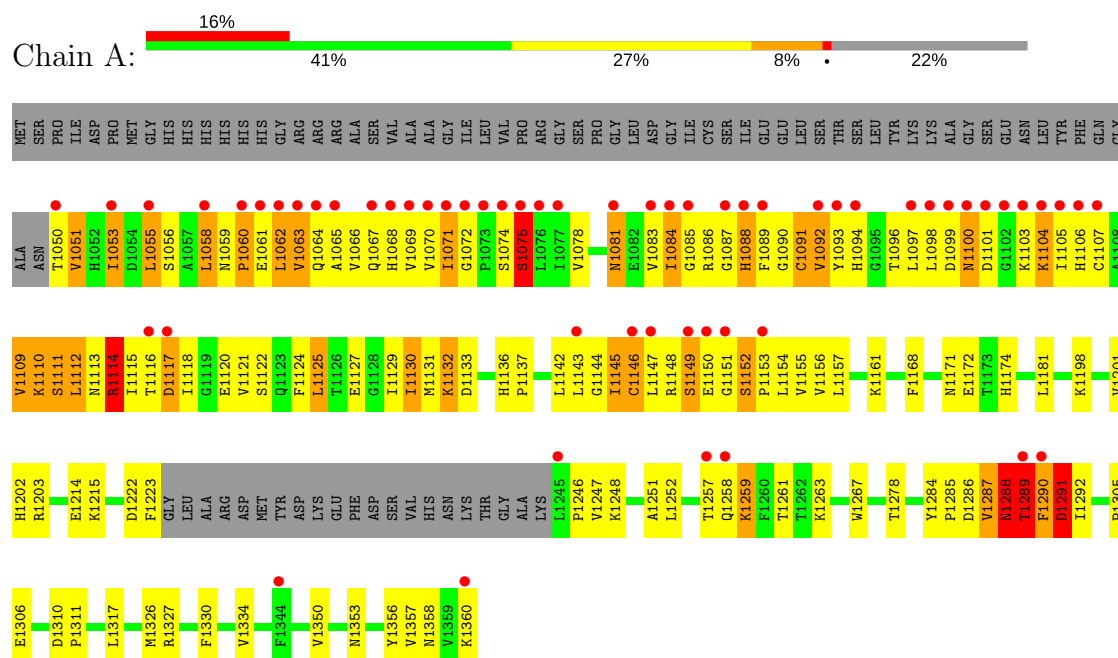 16%
Chain A:
41% 27% 8% • 22%
MET SER PRO ILE ASP PRO MET GLY HIS HIS HIS HIS HIS HIS GLY ARG ARG ARG ALA SER VAL ALA ALA GLY ILE LEU VAL PRO ARG GLY SER PRO GLY LEU ASP GLY ILE CYS SER ILE GLU GLU LEU SER THR SER LEU TYR LYS LYS ALA GLY SER GLU ASN LEU TYR PHE GLN GLY
ALA ASN T1050 V1051 H1052 I1053 D1054 L1055 S1056 A1057 L1058 N1059 P1060 E1061 L1062 V1063 Q1064 A1065 V1066 Q1067 H1068 V1069 V1070 I1071 G1072 P1073 S1074 S1075 L1076 I1077 V1078 N1081 E1082 V1083 I1084 G1085 R1086 G1087 H1088 F1089 G1090 C1091 V1092 Y1093 H1094 G1095 T1096 L1097 L1098 D1099 N1100 D1101 G1102 K1103 K1104 I1105 H1106 C1107 A1108
V1109 K1110 S1111 L1112 N1113 R1114 I1115 T1116 D1117 I1118 G1119 E1120 V1121 S1122 Q1123 F1124 L1125 T1126 E1127 G1128 I1129 I1130 M1131 K1132 D1133 H1136 P1137 L1142 L1143 G1144 I1145 C1146 L1147 R1148 S1149 E1150 G1151 S1152 P1153 L1154 V1155 V1156 L1157 K1161 F1168 N1171 E1172 T1173 H1174 L1181 K1198 V1201
H1202 R1203 E1214 K1215 D1222 F1223 GLY LEU ALA ARG ASP MET TYR ASP LYS GLU PHE ASP SER VAL HIS ASN LYS THR GLY ALA LYS L1245 P1246 V1247 K1248 A1251 L1252 T1257 Q1258 K1259 F1260 T1261 T1262 K1263 W1267 T1278 Y1284 P1285 D1286 V1287 N1288 T1289 F1290 D1291 I1292 P1305
E1306 D1310 P1311 L1317 M1326 R1327 F1330 V1334 F1344 V1350 N1353 Y1356 V1357 N1358 V1359 K1360